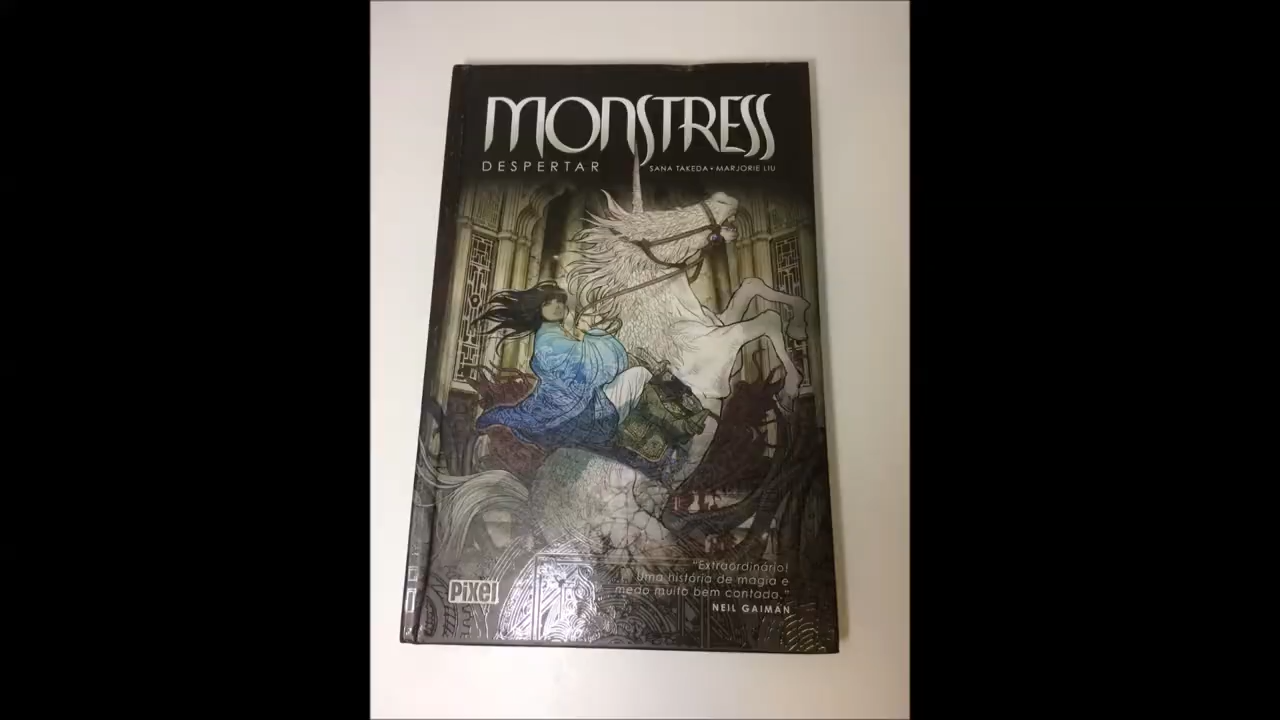 MONSTRESS
DESPERTAR
SANA TAKEDA • MARJORIE LIU
"Extraordinário!
Uma história de magia e
medo muito bem contada."
NEIL GAIMAN
Pixel